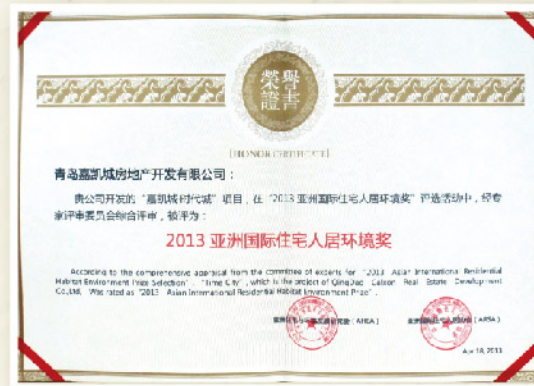 榮譽
證書
[HONOR CERTIFICATE]
青岛嘉凯城房地产开发有限公司：
贵公司开发的“嘉凯城时代城”项目，在“2013 亚洲国际住宅人居环境奖”评选活动中，经专
家评审委员会综合评审，被评为：
2013 亚洲国际住宅人居环境奖
According to the comprehensive appraisal from the committee of experts for "2013 Asian International Residential
Habitat Environment Prize Selection", "Time City", which is the project of QingDao Calxon Real Estate Development
Co.,Ltd. Was rated as "2013 Asian International Residential Habitat Environment Prize".
(AHEA) (ARSA)
Apr 18, 2013